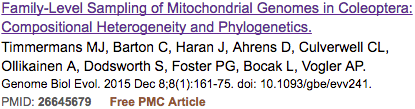 Family-Level Sampling of Mitochondrial Genomes in Coleoptera:
Compositional Heterogeneity and Phylogenetics.
Timmermans MJ, Barton C, Haran J, Ahrens D, Culverwell CL,
Ollikainen A, Dodsworth S, Foster PG, Bocak L, Vogler AP.
Genome Biol Evol. 2015 Dec 8;8(1):161-75. doi: 10.1093/gbe/evv241.
PMID: 26645679 Free PMC Article